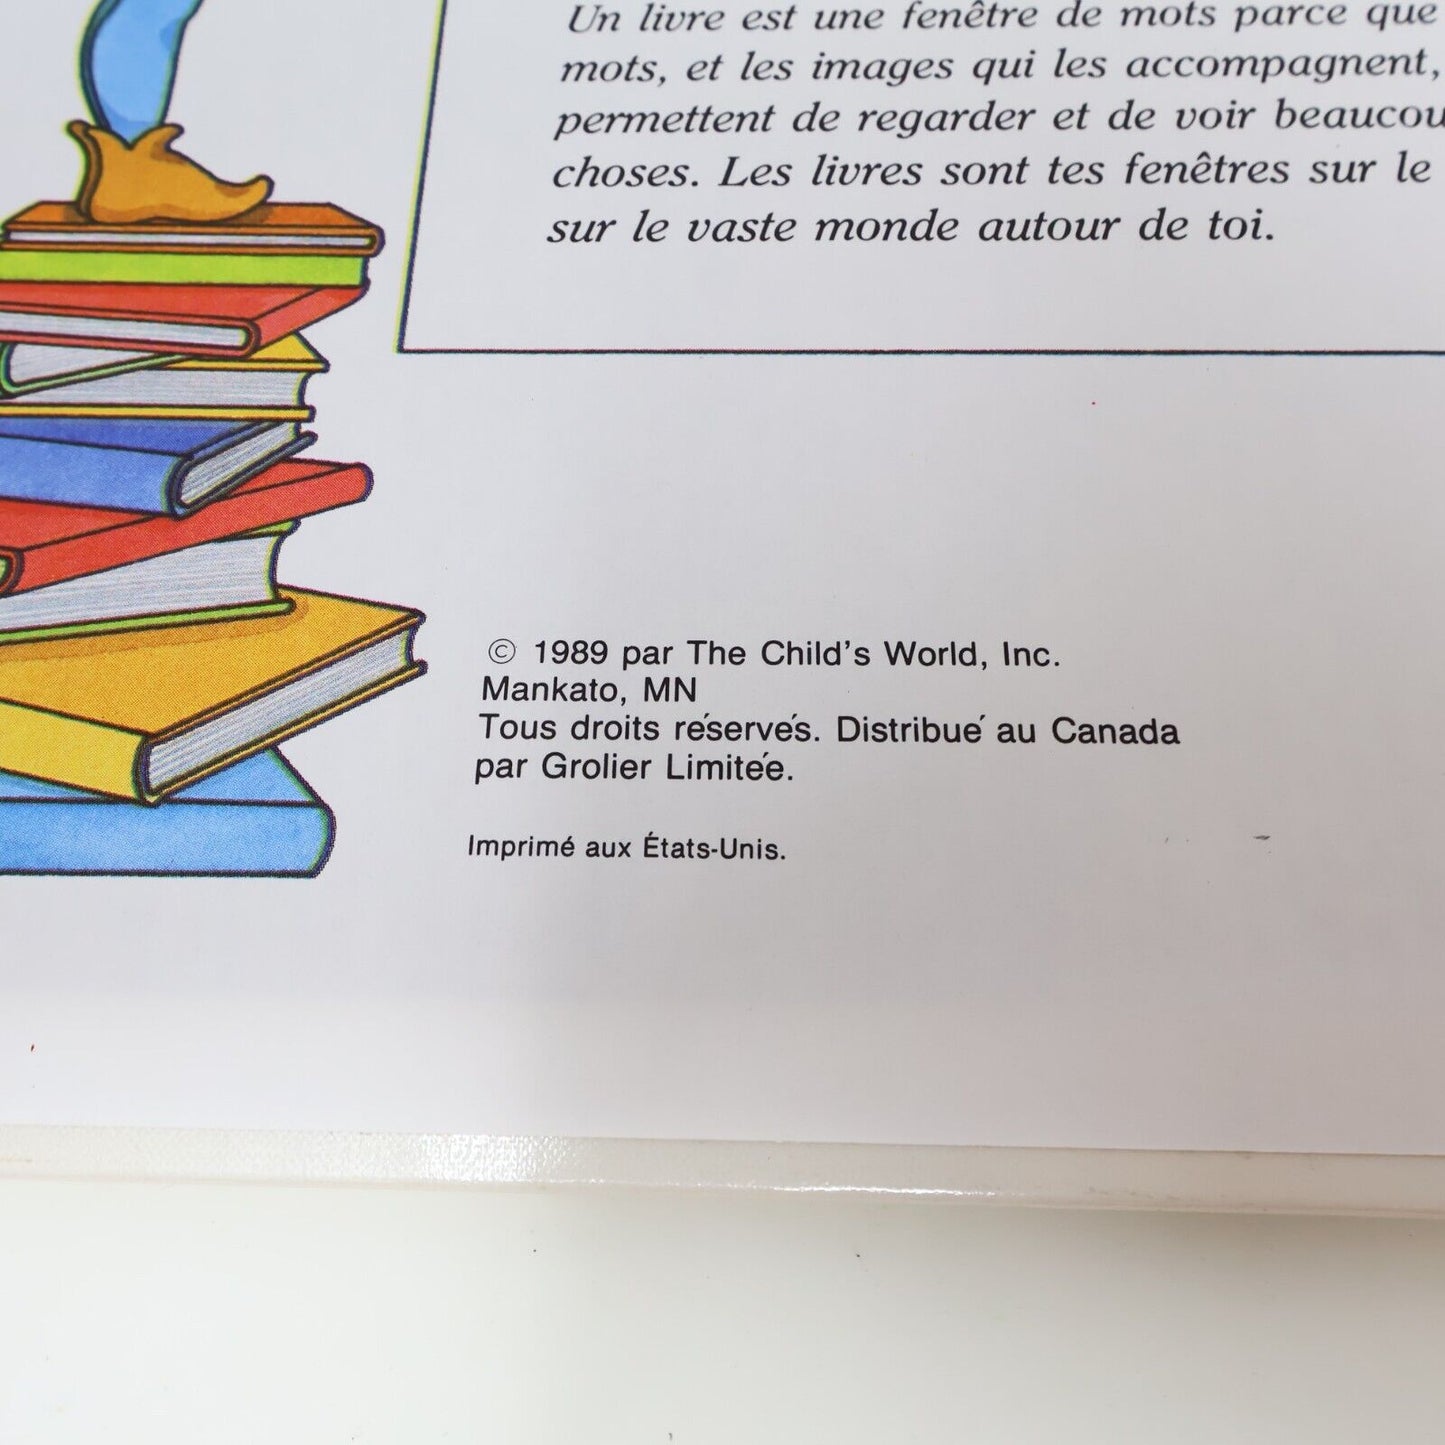 Un livre est une fenêtre de mots parce que
mots, et les images qui les accompagnent,
permettent de regarder et de voir
choses. Les livres sont tes fenêtres sur le
sur le vaste monde autour de toi.
© 1989 par The Child's World, Inc.
Mankato, MN
Tous droits réservés. Distribué au Canada
par Grolier Limitée.
Imprimé aux États-Unis.